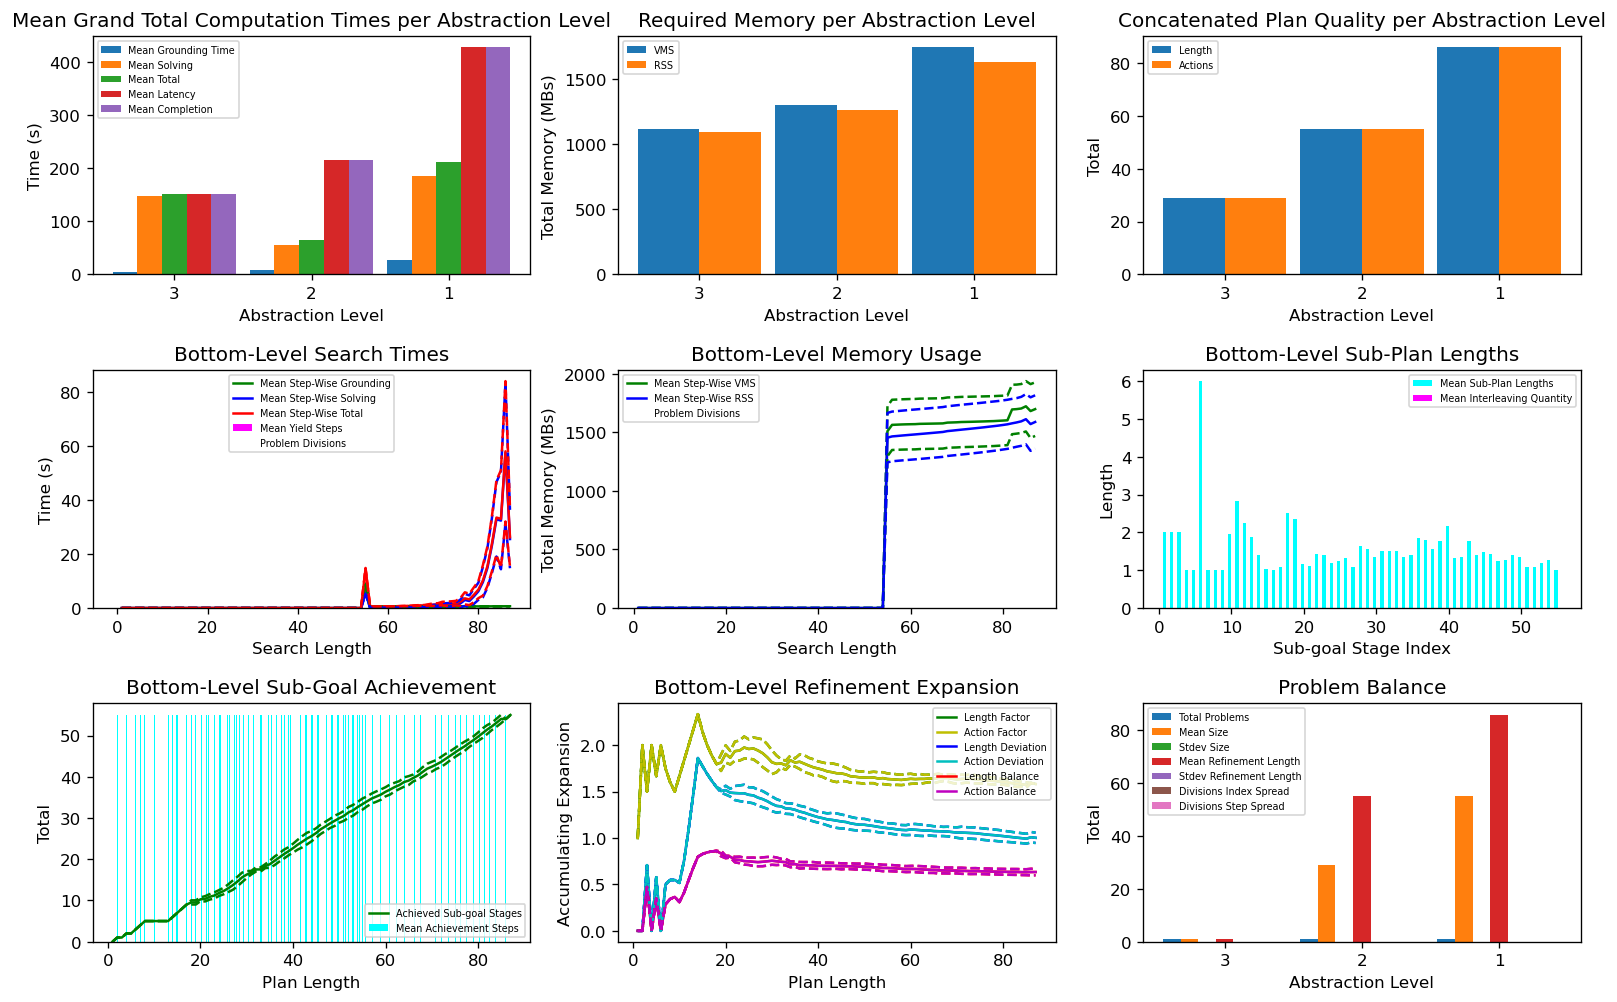 Mean Grand Total Computation Times per Abstraction Level
Time (s)
400
300
200
100
0
Mean Grounding Time
Mean Solving
Mean Total
Mean Latency
Mean Completion
3 2 1
Abstraction Level
Required Memory per Abstraction Level
Total Memory (MBs)
1500
1000
500
0
VMS
RSS
3 2 1
Abstraction Level
Concatenated Plan Quality per Abstraction Level
Total
80
60
40
20
0
Length
Actions
3 2 1
Abstraction Level
Bottom-Level Search Times
Time (s)
80
60
40
20
0
Mean Step-Wise Grounding
Mean Step-Wise Solving
Mean Step-Wise Total
Mean Yield Steps
Problem Divisions
0 20 40 60 80
Search Length
Bottom-Level Memory Usage
Total Memory (MBs)
2000
1500
1000
500
0
Mean Step-Wise VMS
Mean Step-Wise RSS
Problem Divisions
0 20 40 60 80
Search Length
Bottom-Level Sub-Plan Lengths
Length
6
5
4
3
2
1
0
Mean Sub-Plan Lengths
Mean Interleaving Quantity
0 10 20 30 40 50
Sub-goal Stage Index
Bottom-Level Sub-Goal Achievement
Total
50
40
30
20
10
0
Achieved Sub-goal Stages
Mean Achievement Steps
0 20 40 60 80
Plan Length
Bottom-Level Refinement Expansion
Accumulating Expansion
2.0
1.5
1.0
0.5
0.0
Length Factor
Action Factor
Length Deviation
Action Deviation
Length Balance
Action Balance
0 20 40 60 80
Plan Length
Problem Balance
Total
80
60
40
20
0
Total Problems
Mean Size
Stdev Size
Mean Refinement Length
Stdev Refinement Length
Divisions Index Spread
Divisions Step Spread
3 2 1
Abstraction Level